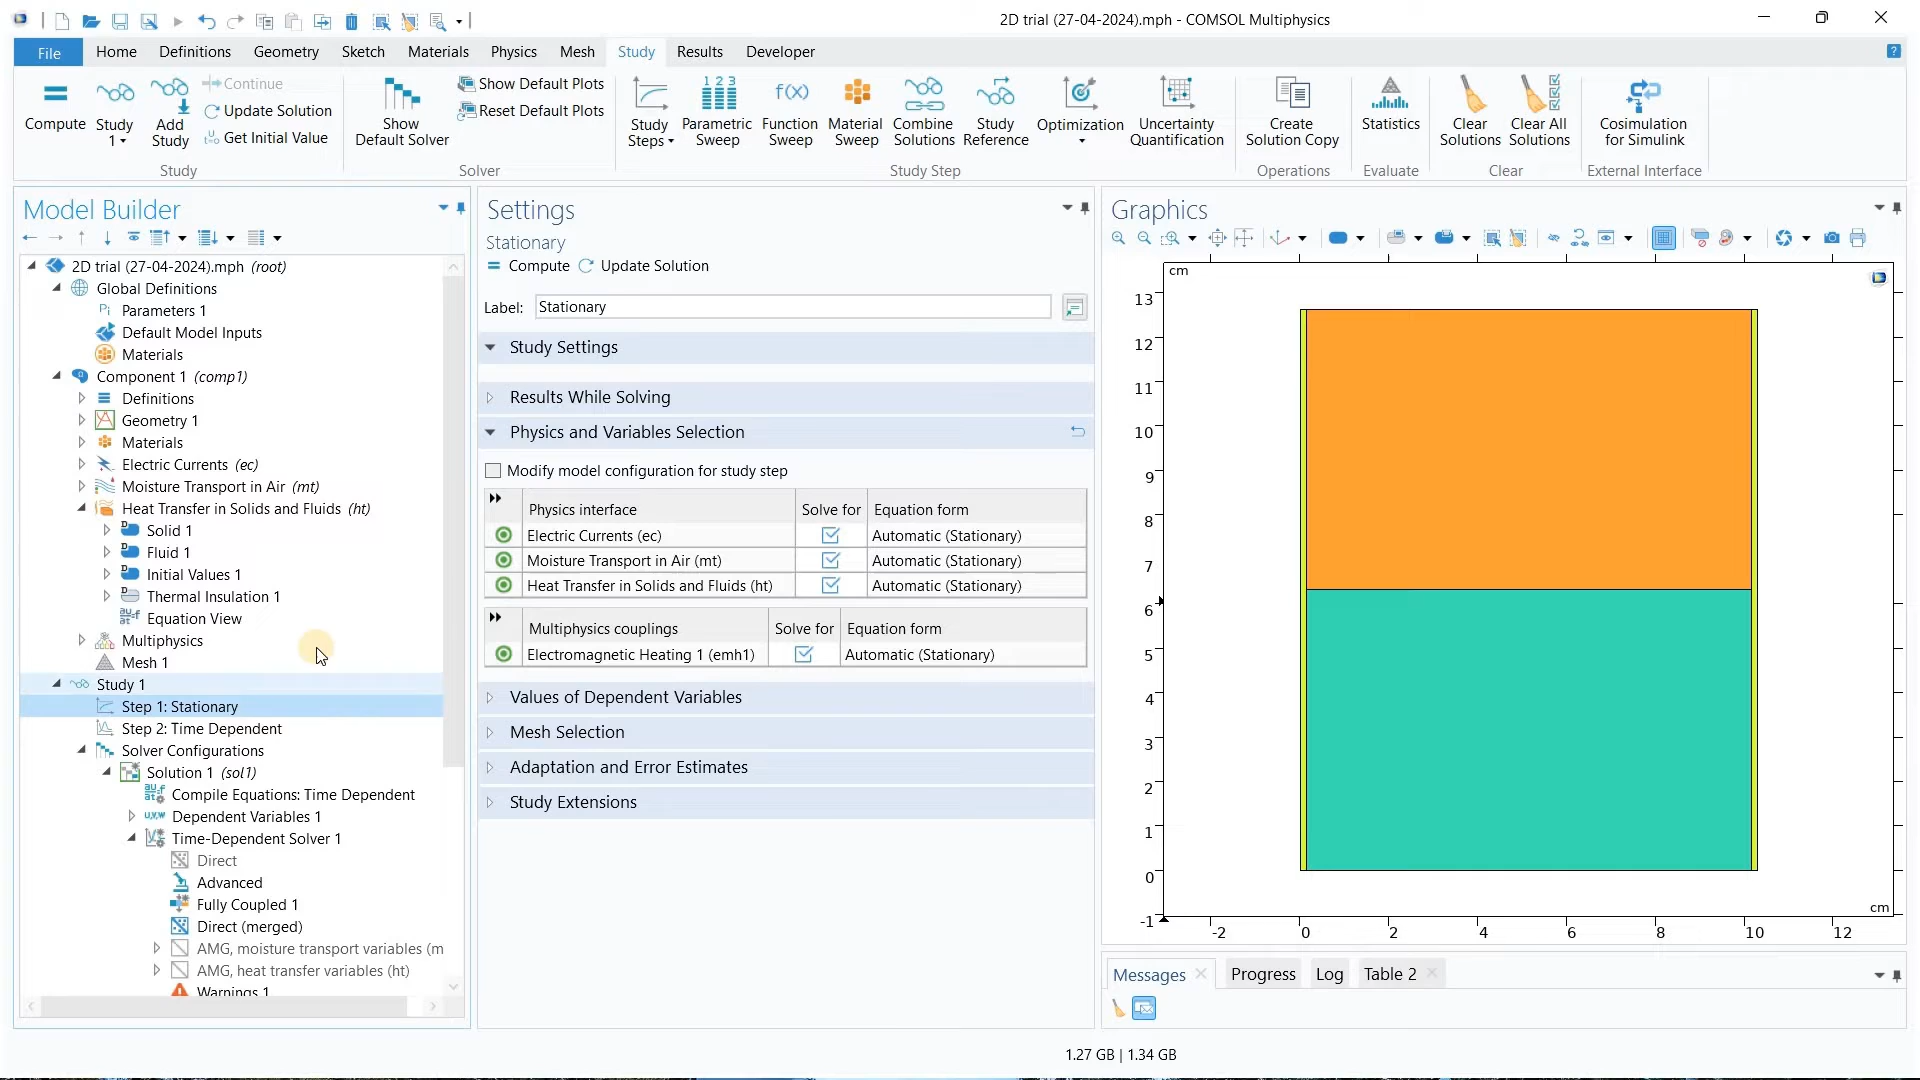 2D trial (27-04-2024).mph - COMSOL Multiphysics
File Home Definitions Geometry Sketch Materials Physics Mesh Study Results Developer
Compute
Study 1
Add Study
Continue
Update Solution
Get Initial Value
Study
Show Default Solver
Show Default Plots
Reset Default Plots
Solver
Study Steps
1 2 3
Parametric Sweep
f(x)
Function Sweep
Material Sweep
Combine Solutions
Study Reference
Optimization
Uncertainty Quantification
Study Step
Create Solution Copy
Operations
Statistics
Evaluate
Clear Solutions
Clear All Solutions
Clear
Cosimulation for Simulink
External Interface
Model Builder
2D trial (27-04-2024).mph (root)
Global Definitions
Pi Parameters 1
Default Model Inputs
Materials
Component 1 (comp1)
Definitions
Geometry 1
Materials
Electric Currents (ec)
Moisture Transport in Air (mt)
Heat Transfer in Solids and Fluids (ht)
D Solid 1
D Fluid 1
D Initial Values 1
D Thermal Insulation 1
Equation View
Multiphysics
Mesh 1
Study 1
Step 1: Stationary
Step 2: Time Dependent
Solver Configurations
Solution 1 (sol1)
Compile Equations: Time Dependent
u,v,w Dependent Variables 1
Time-Dependent Solver 1
Direct
Advanced
Fully Coupled 1
Direct (merged)
AMG, moisture transport variables (m
AMG, heat transfer variables (ht)
Warnings 1
Settings
Stationary
Compute Update Solution
Label: Stationary
Study Settings
Results While Solving
Physics and Variables Selection
Modify model configuration for study step
Physics interface Solve for Equation form
Electric Currents (ec) Automatic (Stationary)
Moisture Transport in Air (mt) Automatic (Stationary)
Heat Transfer in Solids and Fluids (ht) Automatic (Stationary)
Multiphysics couplings Solve for Equation form
Electromagnetic Heating 1 (emh1) Automatic (Stationary)
Values of Dependent Variables
Mesh Selection
Adaptation and Error Estimates
Study Extensions
Graphics
cm
13
12
11
10
9
8
7
6
5
4
3
2
1
0
-1
cm
-2 0 2 4 6 8 10 12
Messages Progress Log Table 2
1.27 GB | 1.34 GB